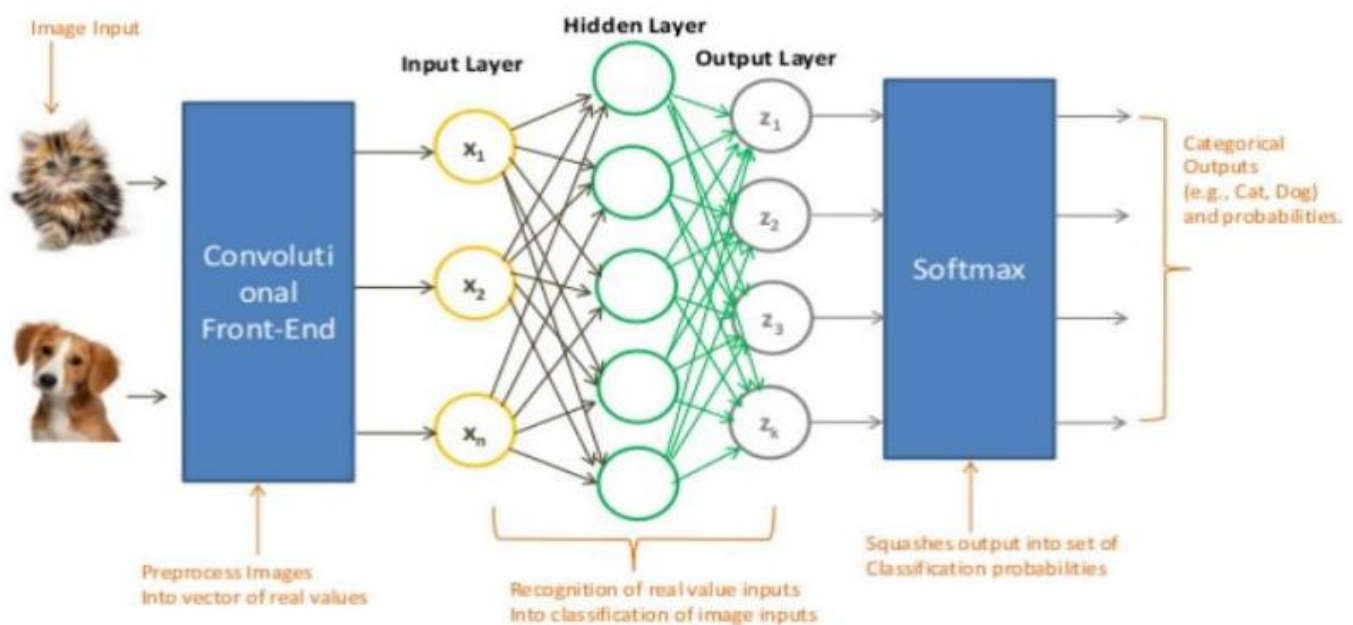 Image Input
Hidden Layer
Input Layer
Output Layer
Convoluti
onal
Front-End
x1
x2
xn
z1
z2
z3
zk
Softmax
Categorical
Outputs
(e.g., Cat, Dog)
and probabilities.
Preprocess Images
Into vector of real values
Recognition of real value inputs
Into classification of image inputs
Squashes output into set of
Classification probabilities